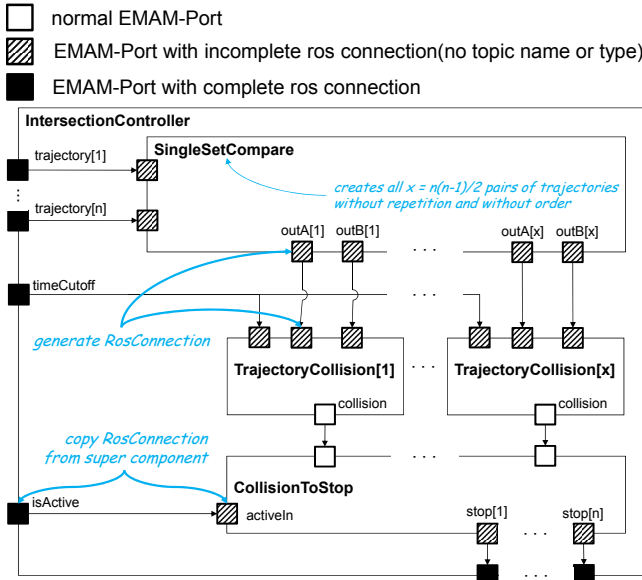 normal EMAM-Port
EMAM-Port with incomplete ros connection(no topic name or type)
EMAM-Port with complete ros connection
IntersectionController
trajectory[1]
SingleSetCompare
creates all x = n(n-1)/2 pairs of trajectories
without repetition and without order
trajectory[n]
outA[1]
outB[1]
outA[x]
outB[x]
timeCutoff
generate RosConnection
TrajectoryCollision[1]
TrajectoryCollision[x]
collision
collision
copy RosConnection
from super component
CollisionToStop
isActive
activeIn
stop[1]
stop[n]